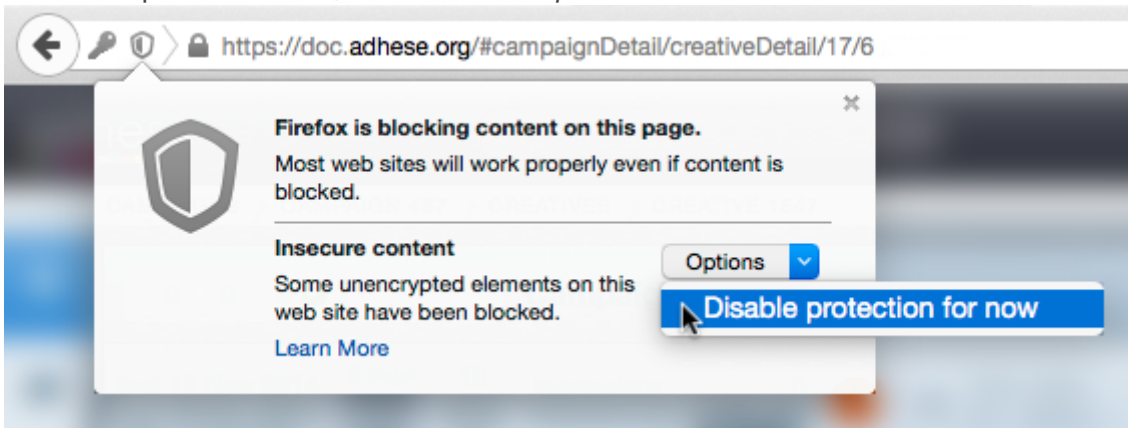 https://doc.adhese.org/#campaignDetail/creativeDetail/17/6
Firefox is blocking content on this page.
Most web sites will work properly even if content is
blocked.
Insecure content
Options
Some unencrypted elements on this
web site have been blocked.
Disable protection for now
Learn More